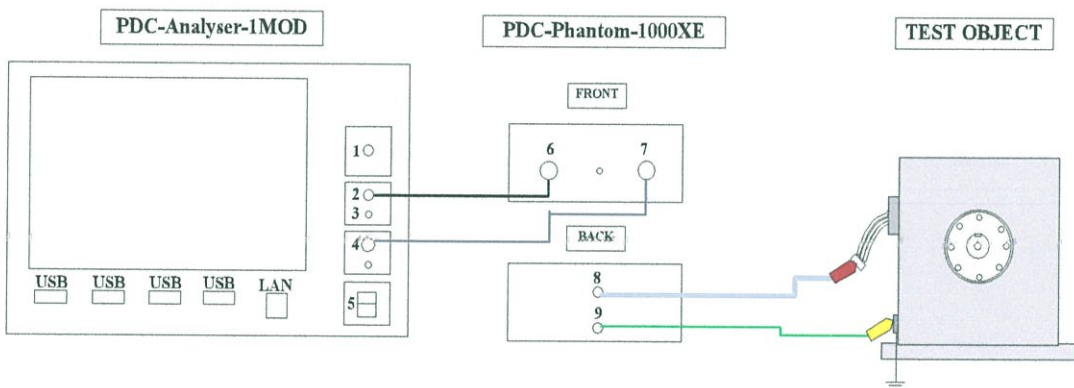 PDC-Analyser-1MOD
PDC-Phantom-1000XE
TEST OBJECT
FRONT
1
2
3
4
5
6
7
BACK
8
9
USB
USB
USB
USB
LAN